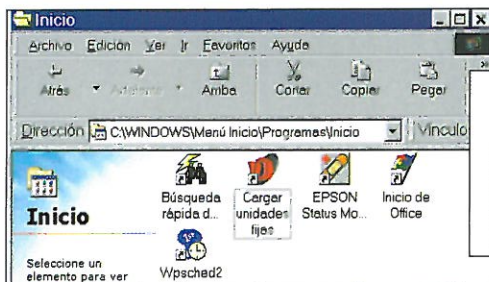 Inicio
Archivo Edición Ver Ir Favoritos Ayuda
Atrás Adelante Arriba Cortar Copiar Pegar
Dirección C:\WINDOWS\Menú Inicio\Programas\Inicio Vínculo
Inicio
Búsqueda rápida d...
Cargar unidades fijas
EPSON Status Mo...
Inicio de Office
Seleccione un elemento para ver
Wpsched2